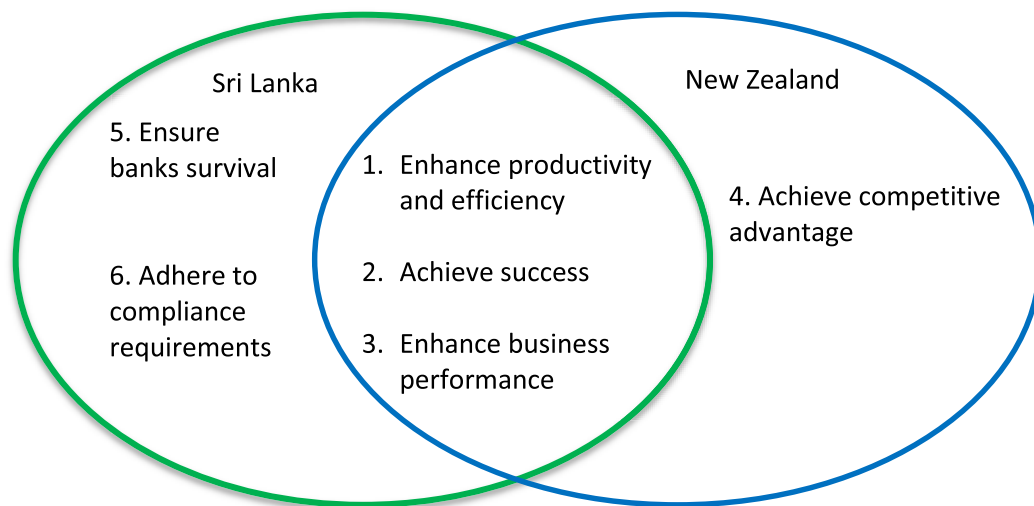 Sri Lanka
5. Ensure
banks survival
6. Adhere to
compliance
requirements
1. Enhance productivity
and efficiency
2. Achieve success
3. Enhance business
performance
New Zealand
4. Achieve competitive
advantage